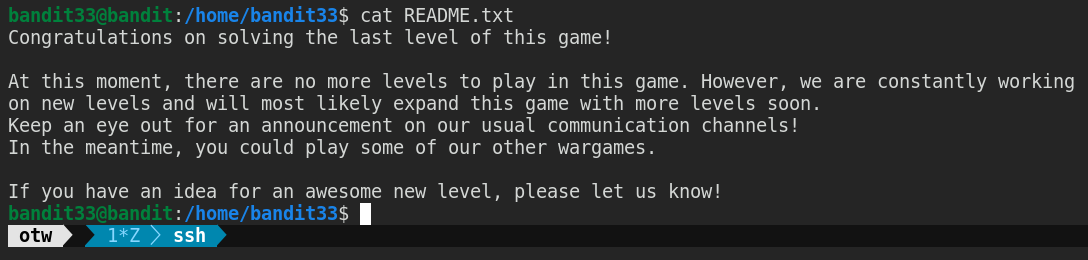 bandit33@bandit:/home/bandit33$ cat README.txt
Congratulations on solving the last level of this game!
At this moment, there are no more levels to play in this game. However, we are constantly working
on new levels and will most likely expand this game with more levels soon.
Keep an eye out for an announcement on our usual communication channels!
In the meantime, you could play some of our other wargames.
If you have an idea for an awesome new level, please let us know!
bandit33@bandit:/home/bandit33$
otw 1*Z ssh